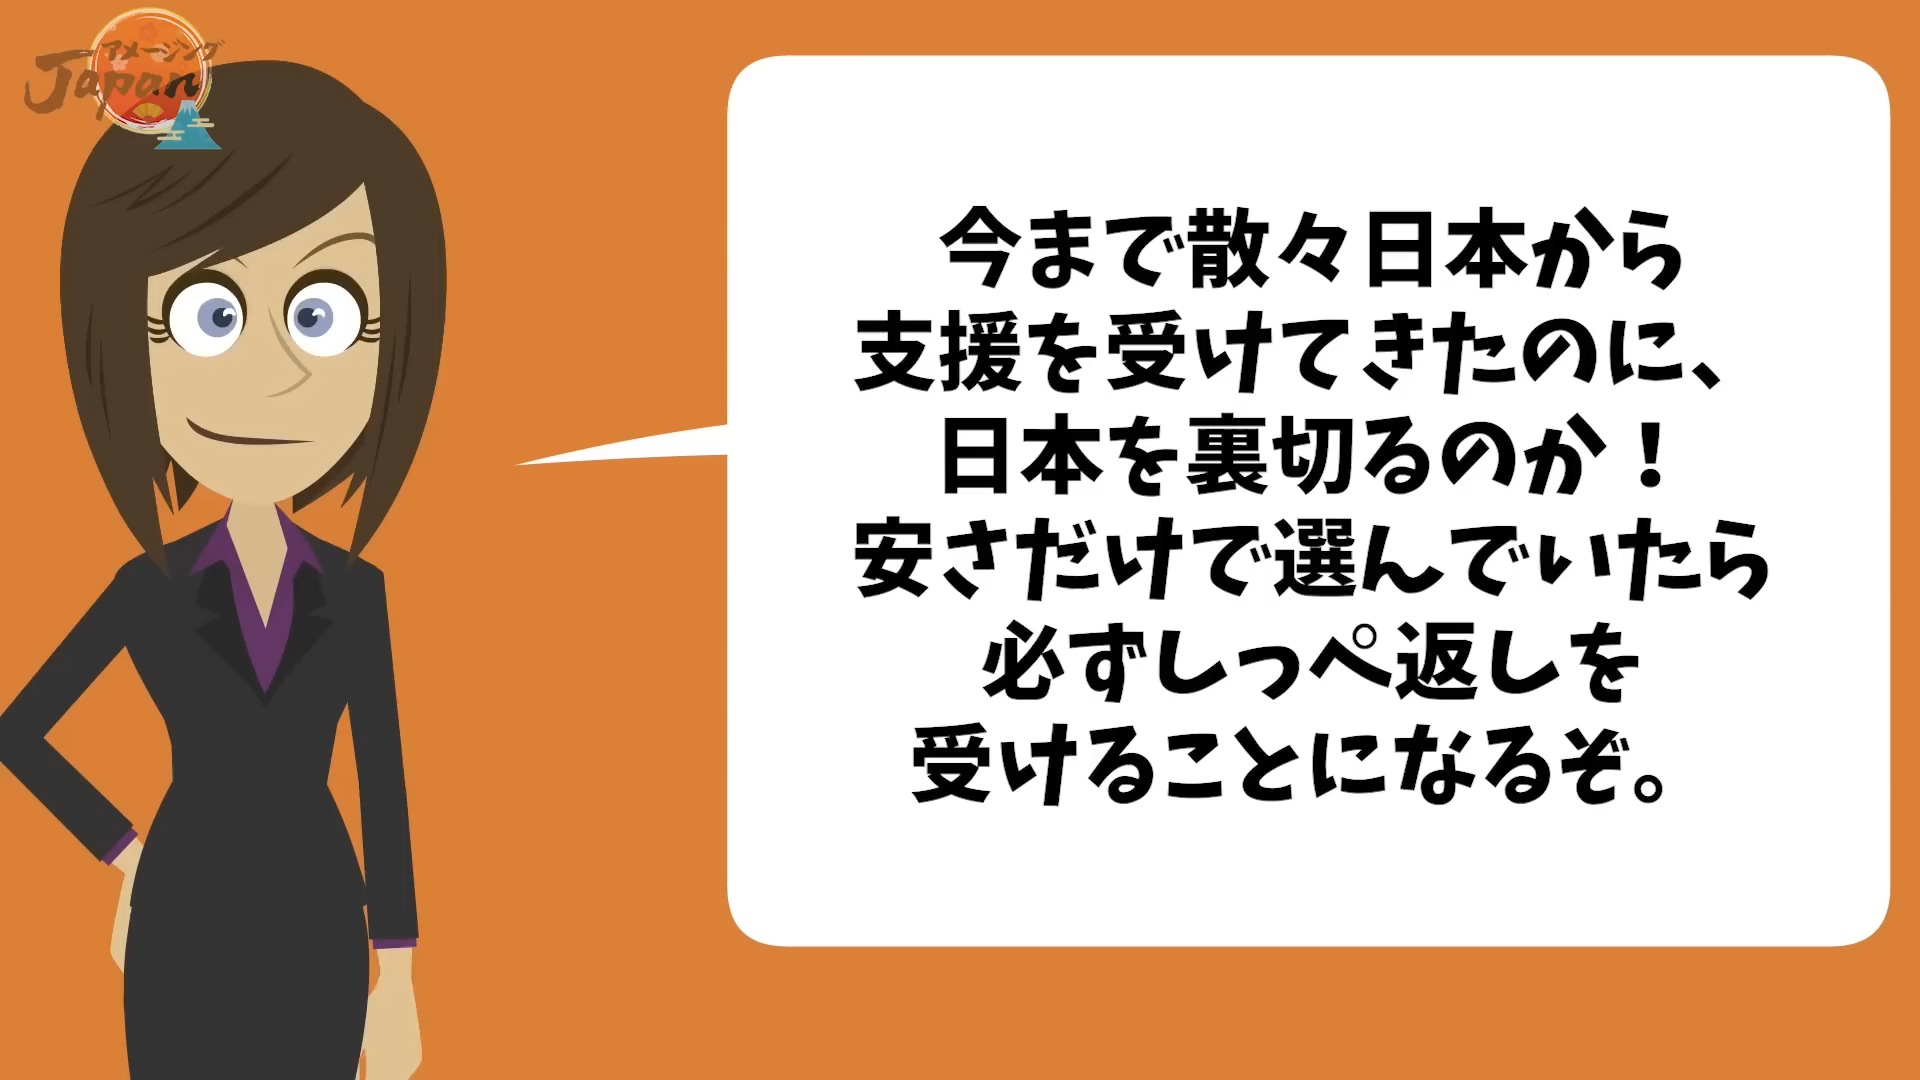 アメージング
Japan
今まで散々日本から
支援を受けてきたのに、
日本を裏切るのか！
安さだけで選んでいたら
必ずしっぺ返しを
受けることになるぞ。